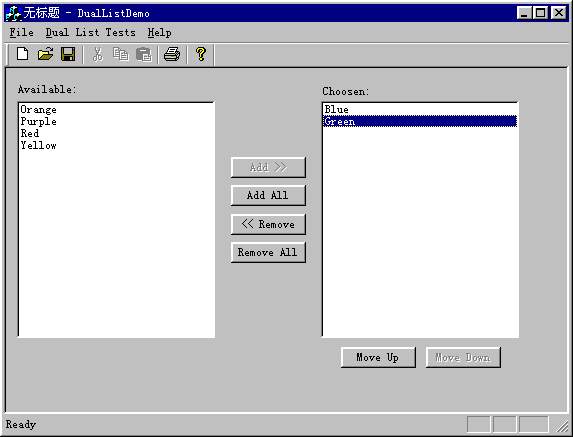 无标题 - DualListDemo
File Dual List Tests Help
Available:
Choosen:
Orange
Purple
Red
Yellow
Blue
Green
Add >>
Add All
<< Remove
Remove All
Move Up Move Down
Ready